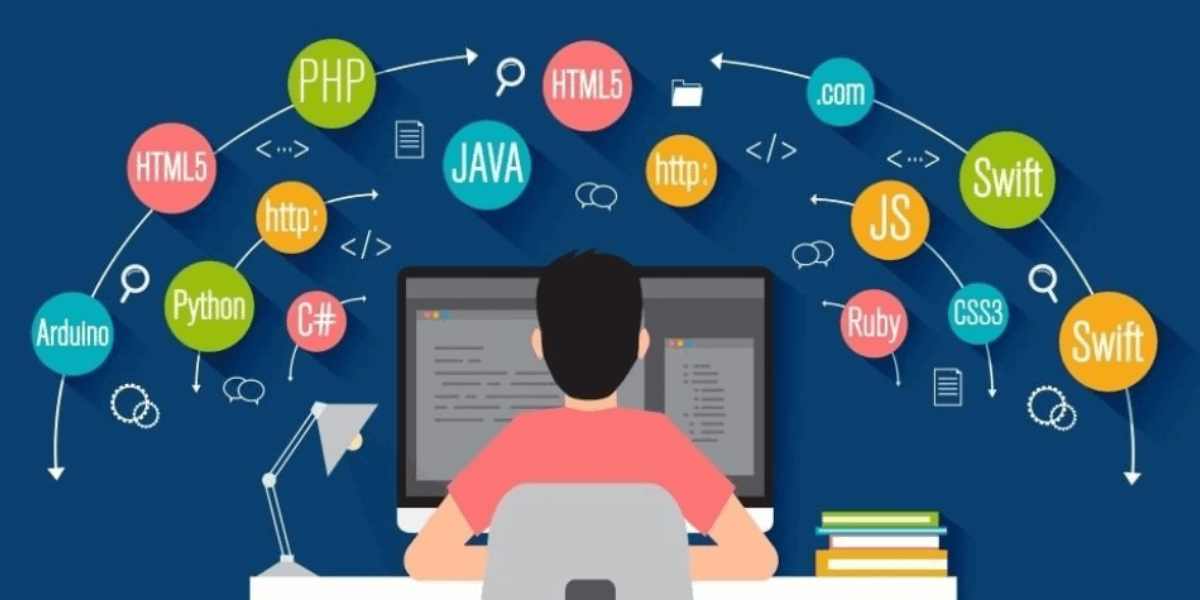 PHP
HTML5
.com
JAVA
http:
HTML5
Swift
http:
JS
Python
C#
Arduino
Ruby
CSS3
Swift